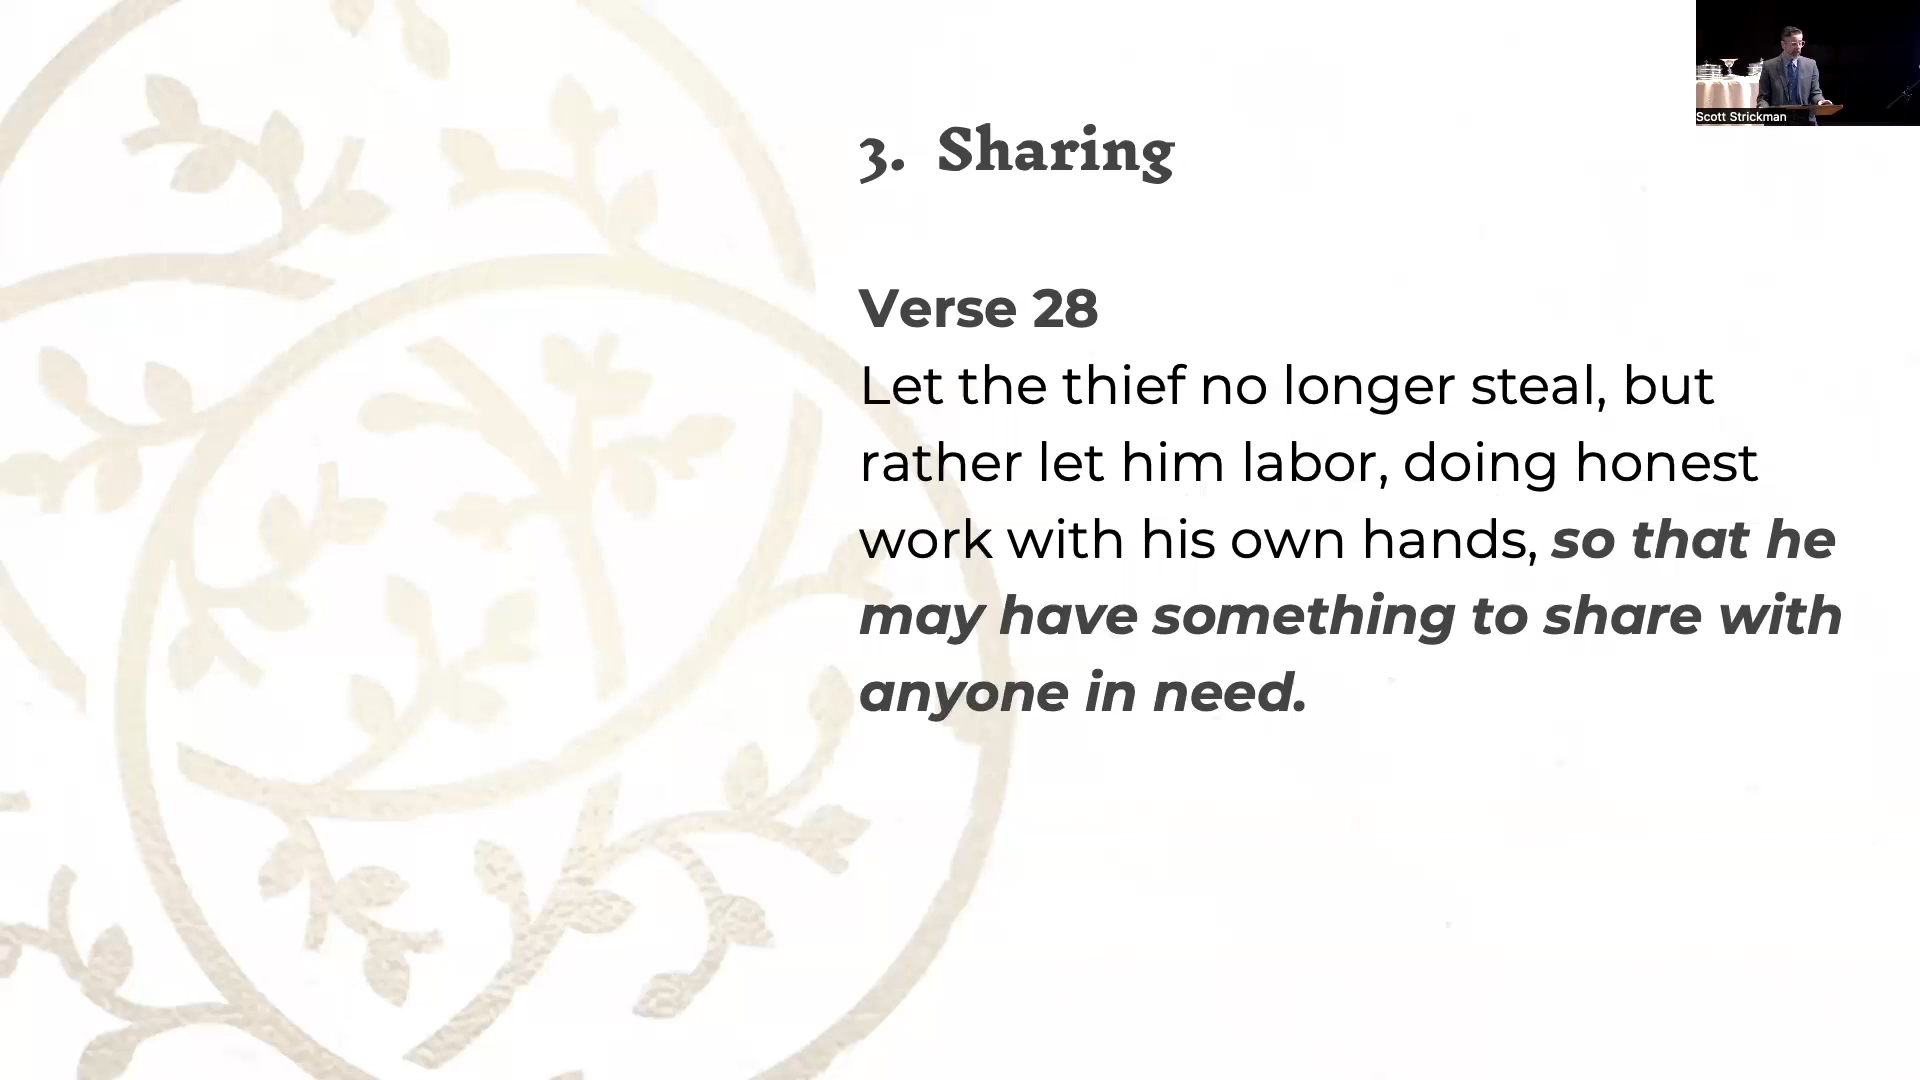 Scott Strickman
3. Sharing
Verse 28
Let the thief no longer steal, but
rather let him labor, doing honest
work with his own hands, so that he
may have something to share with
anyone in need.